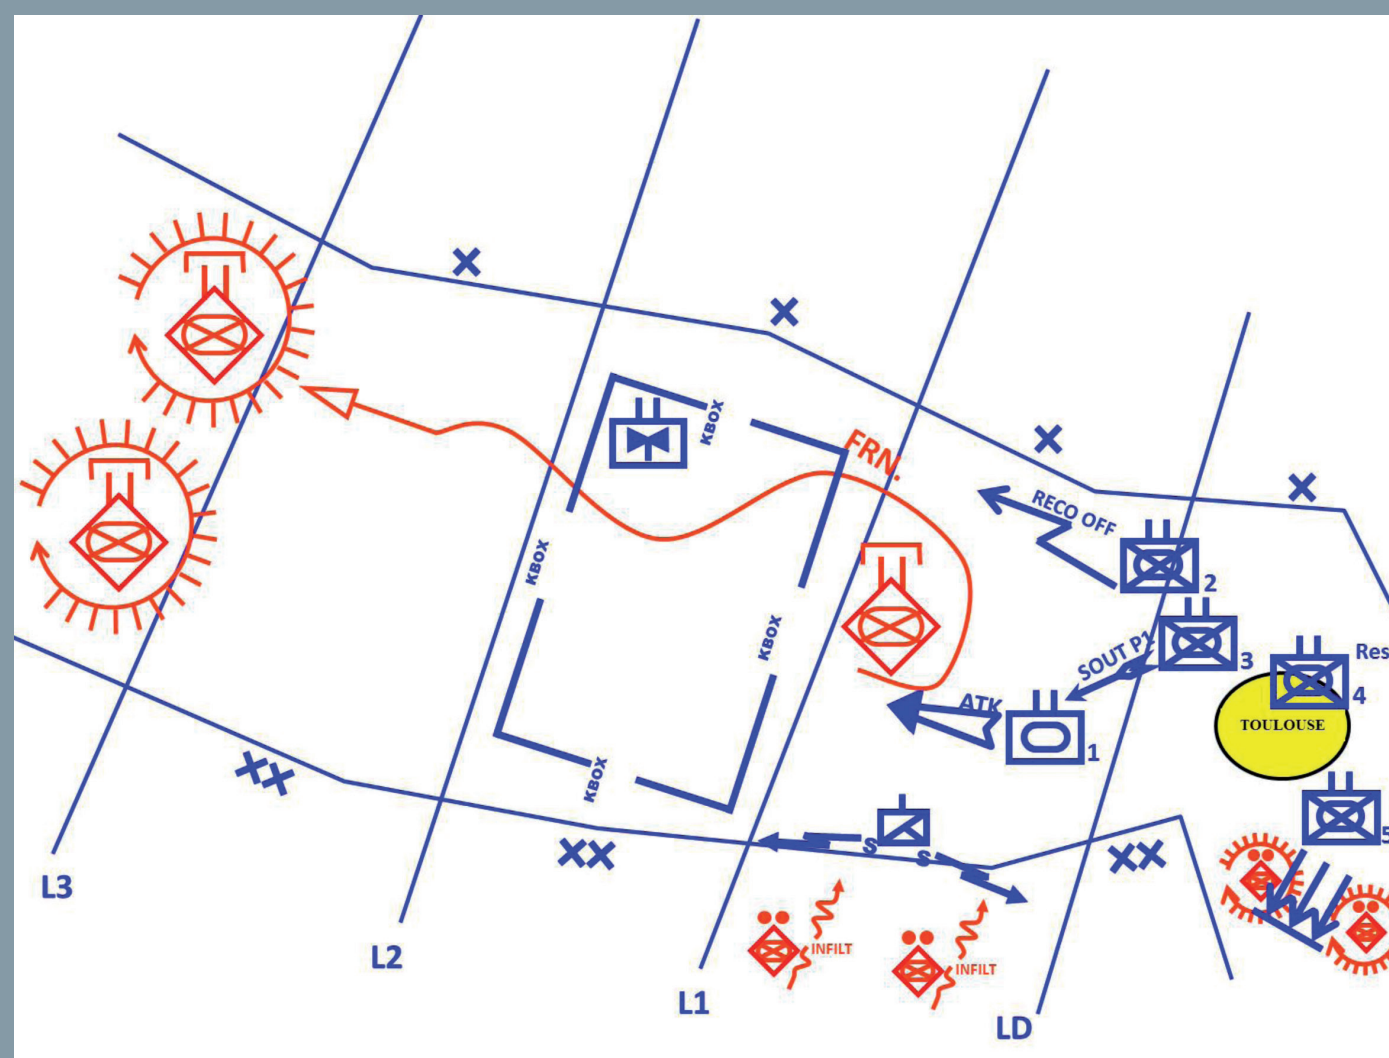 KBOX
FRN.
RECO OFF
2
KBOX
KBOX
SOUT P1
3
Res
4
ATK
TOULOUSE
1
KBOX
S
S
5
L3
L2
INFILT
INFILT
L1
LD